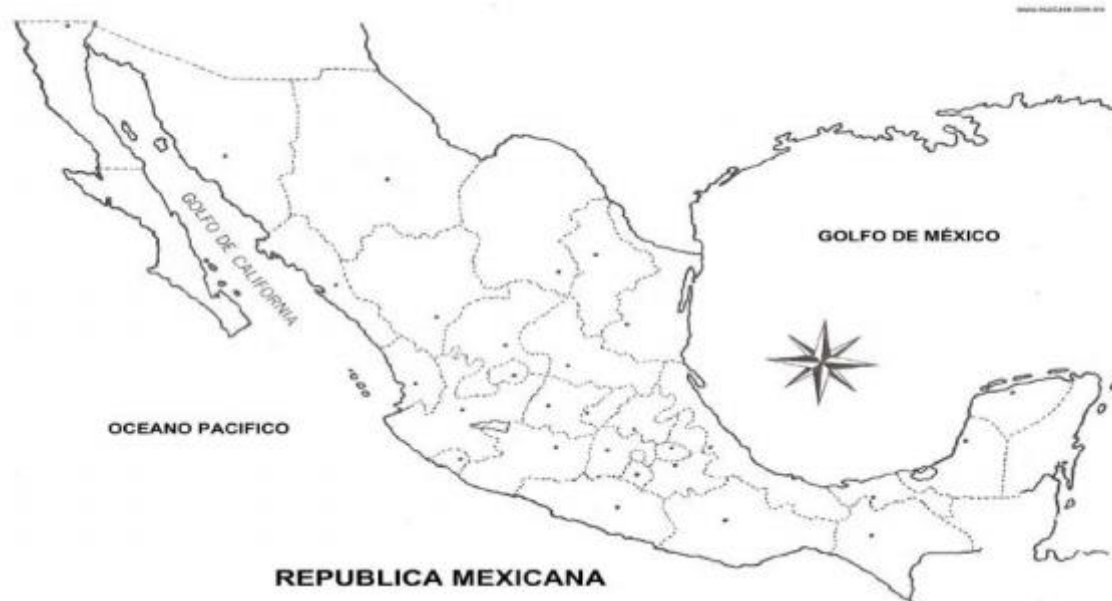 GOLFO DE CALIFORNIA
GOLFO DE MÉXICO
OCEANO PACIFICO
REPUBLICA MEXICANA